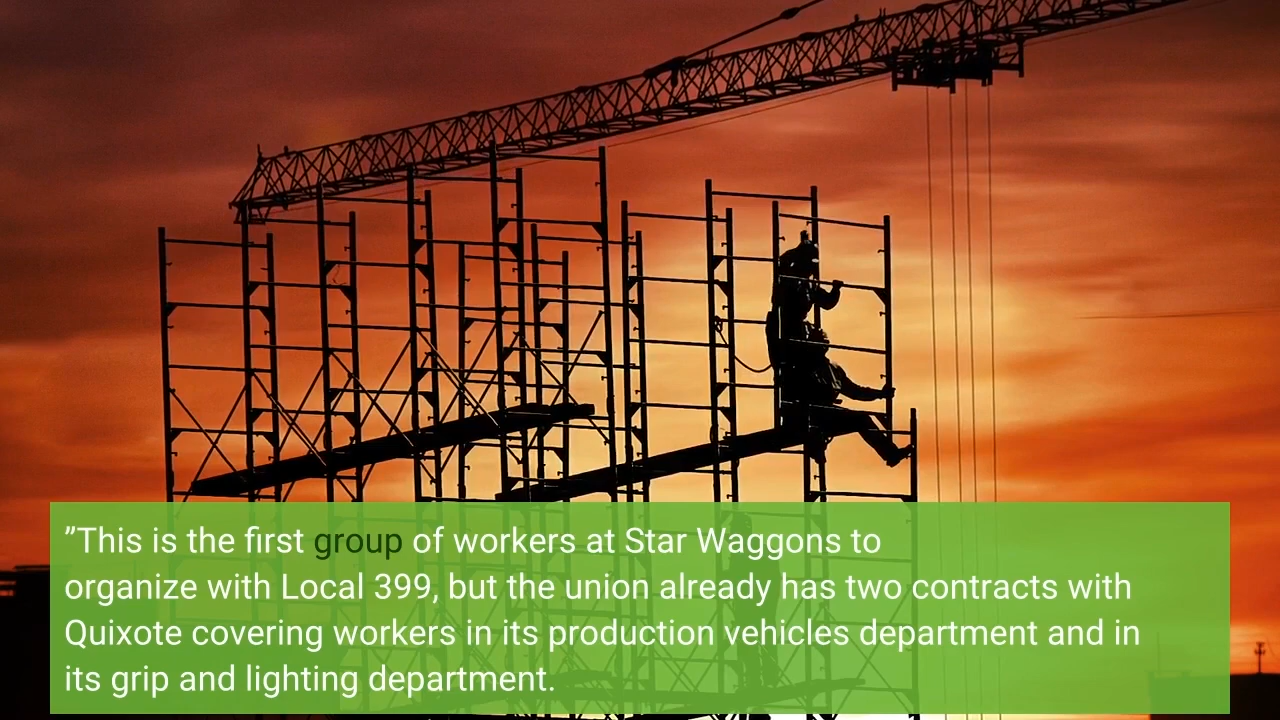 ”This is the first group of workers at Star Waggons to
organize with Local 399, but the union already has two contracts with
Quixote covering workers in its production vehicles department and in
its grip and lighting department.